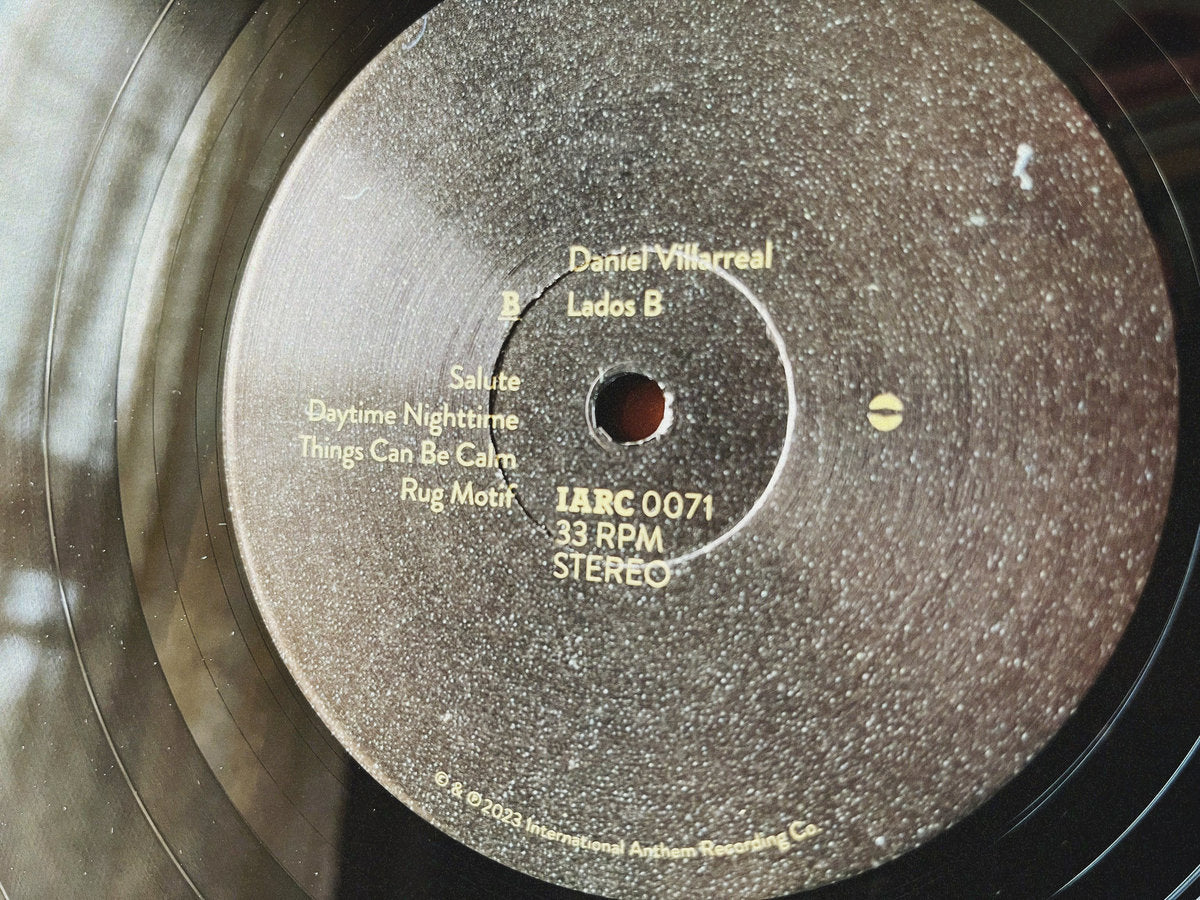 Daniel Villarreal
B Lados B
Salute
Daytime Nighttime
Things Can Be Calm
Rug Motif
IARC 0071
33 RPM
STEREO
© & ℗ 2023 International Anthem Recording Co.